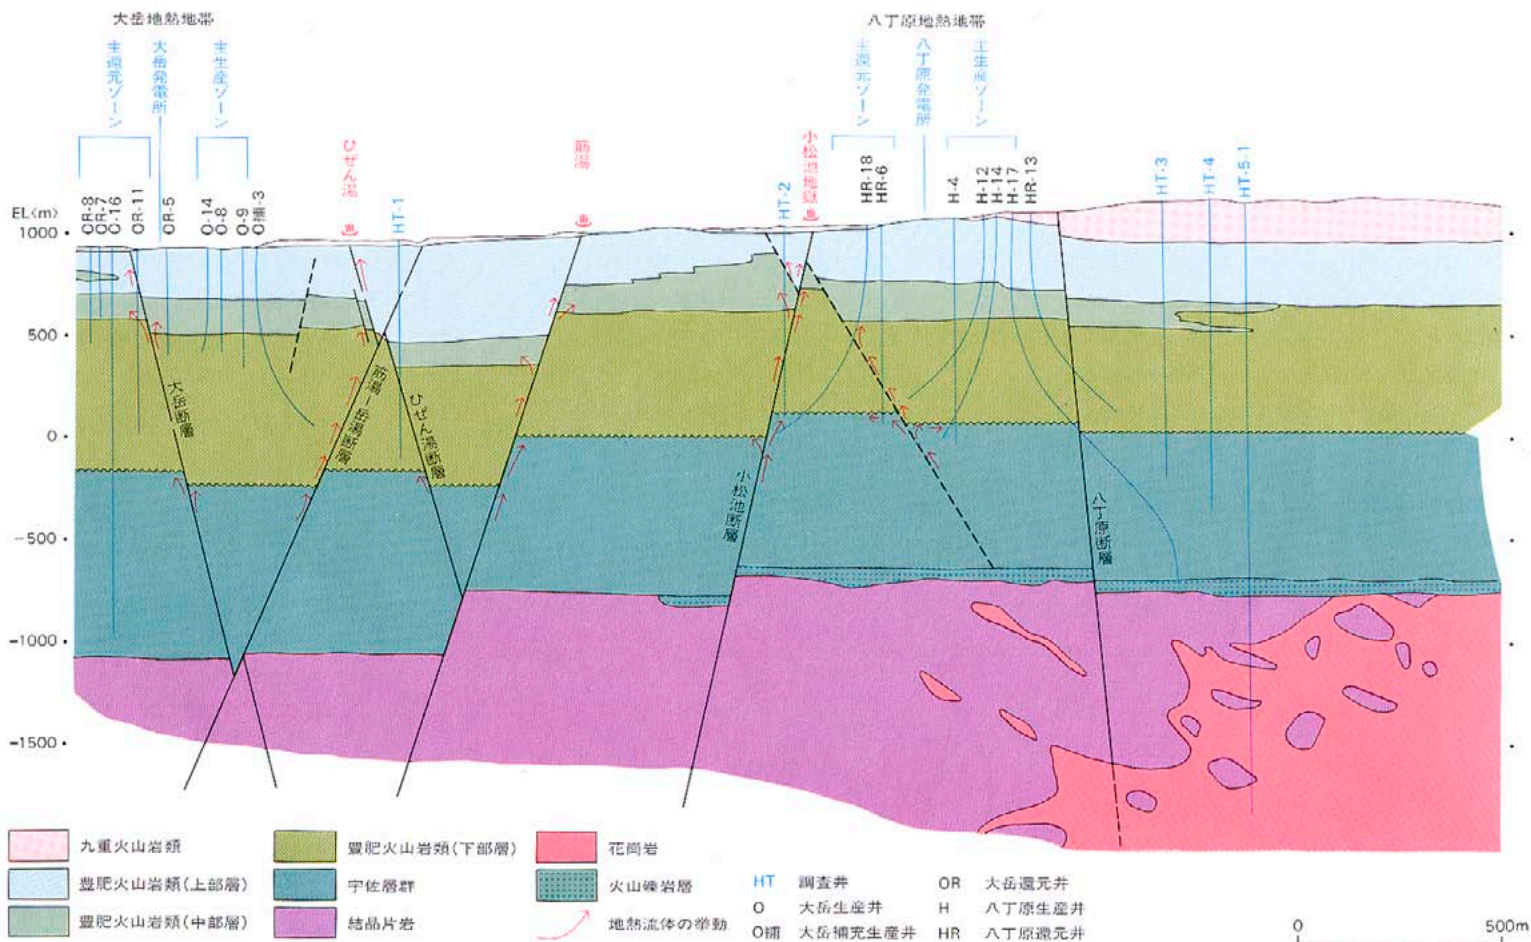 大岳地熱地帯
八丁原地熱地帯
主還元ゾーン
大岳発電所
主生産ゾーン
主還元ゾーン
八丁原発電所
主生産ゾーン
ひぜん湯
筋湯
小松池地獄
OR-8
OR-7
O-16
OR-11
OR-5
O-14
O-8
O-9
O補-3
HT-1
HT-2
HR-18
HR-6
H-4
H-12
H-14
H-17
HR-13
HT-3
HT-4
HT-5-1
EL<m>
1000
500
0
-500
-1000
-1500
大岳断層
筋湯-岳湯断層
ひぜん湯断層
小松池断層
八丁原断層
九重火山岩類
豊肥火山岩類(上部層)
豊肥火山岩類(中部層)
豊肥火山岩類(下部層)
宇佐層群
結晶片岩
花崗岩
火山礫岩層
地熱流体の挙動
HT 調査井
O 大岳生産井
O補 大岳補充生産井
OR 大岳還元井
H 八丁原生産井
HR 八丁原還元井
0 500m